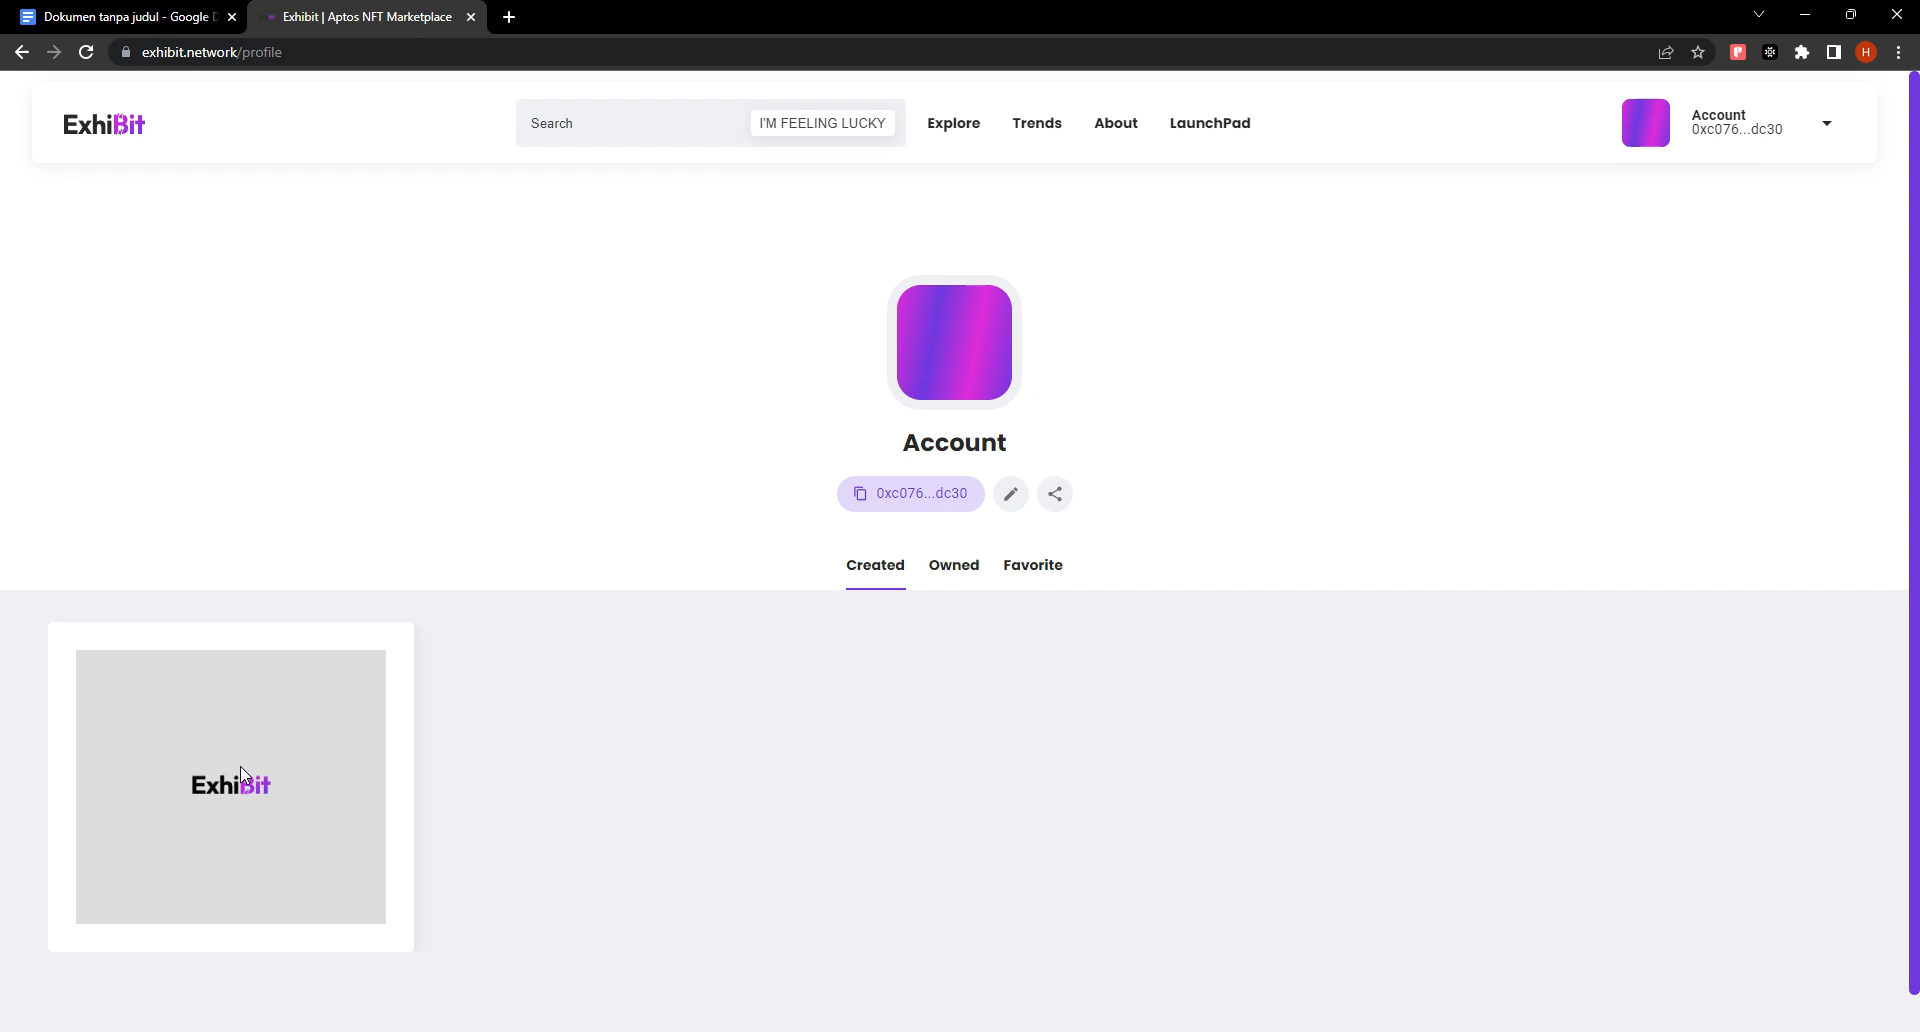 Dokumen tanpa judul - Google D
Exhibit | Aptos NFT Marketplace
exhibit.network/profile
H
ExhiBit
Search
I'M FEELING LUCKY
Explore
Trends
About
LaunchPad
Account
0xc076...dc30
Account
0xc076...dc30
Created
Owned
Favorite
ExhiBit